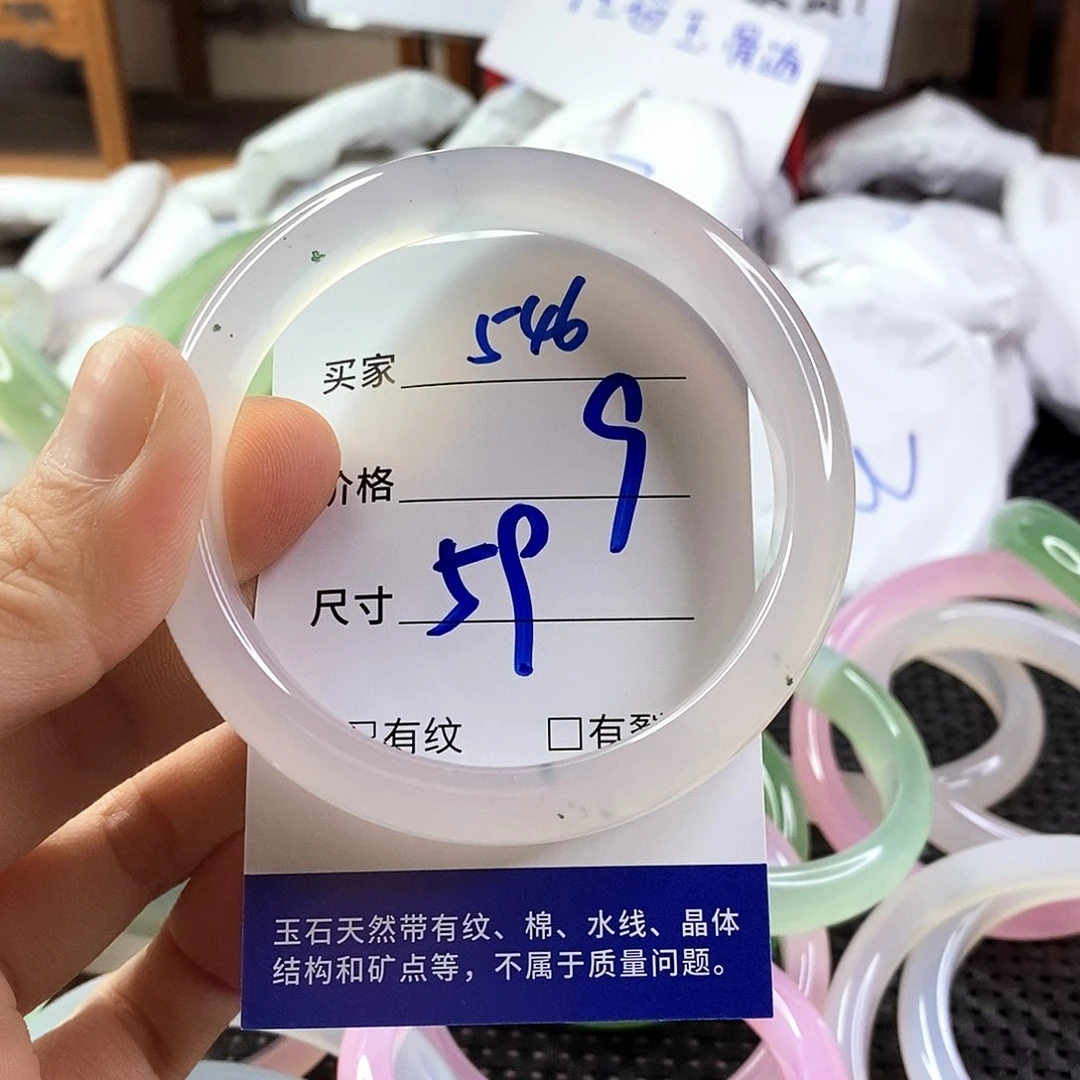 买家 546
价格 9
尺寸 59
有纹 □有裂
玉石天然带有纹、棉、水线、晶体
结构和矿点等，不属于质量问题。